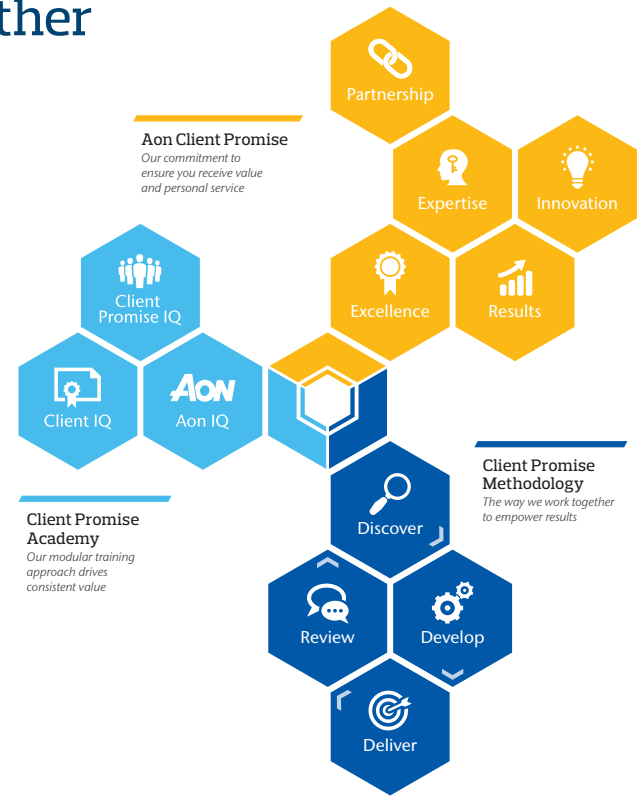 ther
Partnership
Aon Client Promise
Our commitment to
ensure you receive value
and personal service
Expertise
Innovation
Client
Promise IQ
Excellence
Results
Client IQ
AON
Aon IQ
Client Promise
Methodology
The way we work together
to empower results
Client Promise
Academy
Our modular training
approach drives
consistent value
Discover
Review
Develop
Deliver